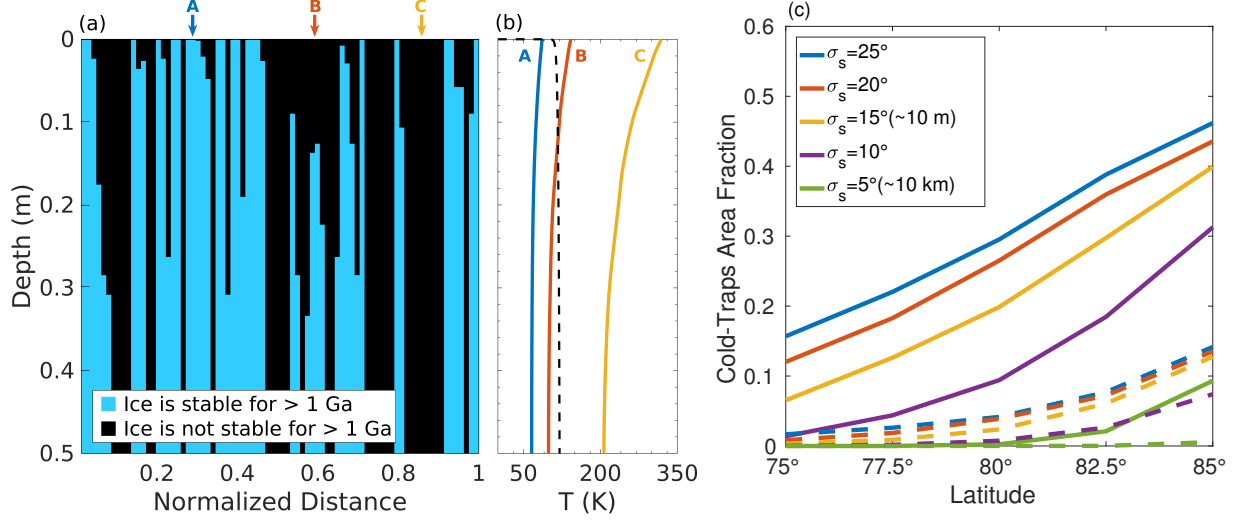 (a)
A
B
C
0
0.1
0.2
0.3
0.4
0.5
Depth (m)
Ice is stable for > 1 Ga
Ice is not stable for > 1 Ga
0.2
0.4
0.6
0.8
1
Normalized Distance
(b)
A
B
C
50
200
350
T (K)
(c)
0.6
0.5
0.4
0.3
0.2
0.1
0
Cold-Traps Area Fraction
σs=25°
σs=20°
σs=15°(~10 m)
σs=10°
σs=5°(~10 km)
75°
77.5°
80°
82.5°
85°
Latitude